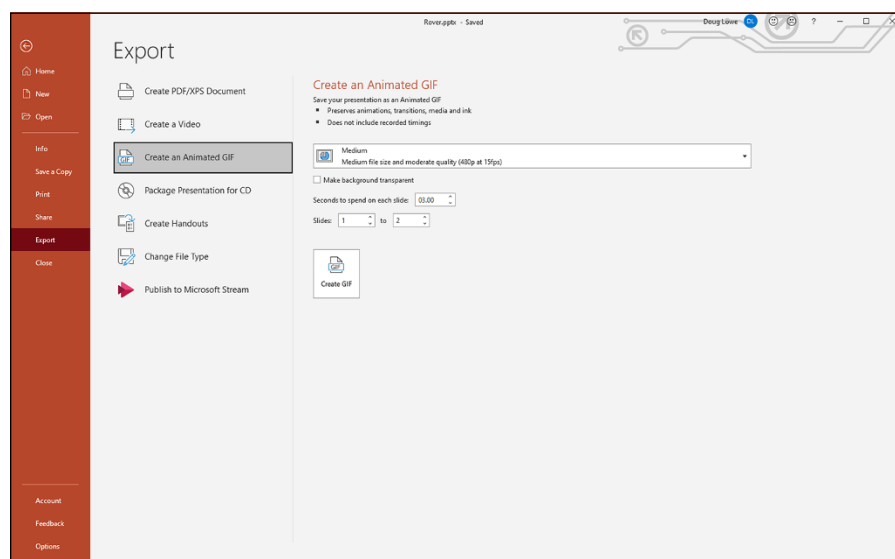 Rover.pptx - Saved
Doug Lowe
DL
?
Home
New
Open
Info
Save a Copy
Print
Share
Export
Close
Account
Feedback
Options
Export
Create PDF/XPS Document
Create a Video
GIF
Create an Animated GIF
Package Presentation for CD
Create Handouts
Change File Type
Publish to Microsoft Stream
Create an Animated GIF
Save your presentation as an Animated GIF
Preserves animations, transitions, media and ink
Does not include recorded timings
Medium
Medium file size and moderate quality (480p at 15fps)
Make background transparent
Seconds to spend on each slide: 03.00
Slides: 1 to 2
GIF
Create GIF